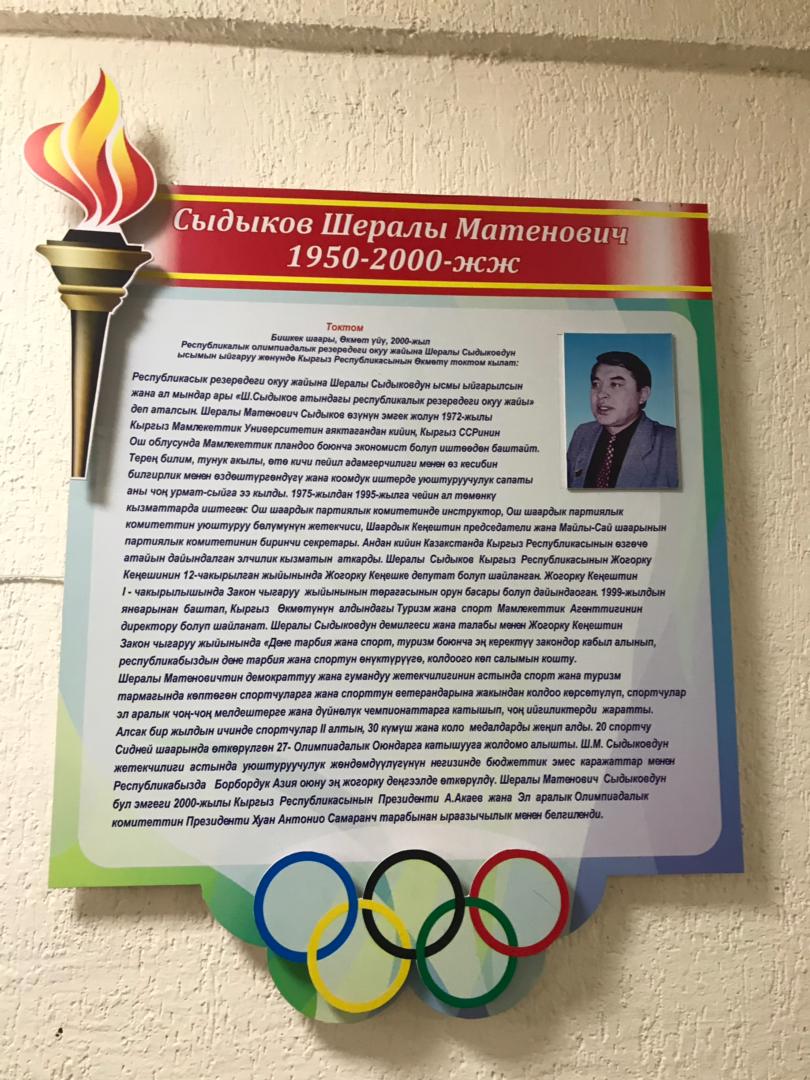 Сыдыков Шералы Матенович
1950-2000-жж
Токтом
Бишкек шаары, Өкмөт үйү, 2000-жыл
Республикалык олимпиадалык резервдеги окуу жайына Шералы Сыдыковдун
ысымын ыйгаруу жөнүндө Кыргыз Республикасынын Өкмөтү токтом кылат:
Республикасык резервдеги окуу жайына Шералы Сыдыковдун ысмы ыйгарылсын
жана ал мындар ары «Ш.Сыдыков атындагы республикалык резервдеги окуу жайы»
деп аталсын. Шералы Матенович Сыдыков өзүнүн эмгек жолун 1972-жылы
Кыргыз Мамлекеттик Университетин аяктагандан кийин, Кыргыз ССРинин
Ош облусунда Мамлекеттик пландоо боюнча экономист болуп иштөөдөн баштайт.
Терең билим, тунук акылы, өтө кичи пейил адамгерчилиги менен өз кесибин
билгирлик менен өздөштүргөндүгү жана коомдук иштерде уюштуруучулук сапаты
аны чоң урмат-сыйга ээ кылды. 1975-жылдан 1995-жылга чейин ал төмөнкү
кызматтарда иштеген: Ош шаардык партиялык комитетинде инструктор, Ош шаардык партиялык
комитеттин уюштуруу бөлүмүнүн жетекчиси, Шаардык Кеңештин председатели жана Майлы-Сай шаарынын
партиялык комитетинин биринчи секретары. Андан кийин Казакстанда Кыргыз Республикасынын өзгөчө
атайын дайындалган элчилик кызматын аткарды. Шералы Сыдыков Кыргыз Республикасынын Жогорку
Кеңешинин 12-чакырылган жыйынында Жогорку Кеңешке депутат болуп шайланган. Жогорку Кеңештин
I - чакырылышында Закон чыгаруу жыйынынын төрагасынын орун басары болуп дайындаоган. 1999-жылдын
январынан баштап, Кыргыз Өкмөтүнүн алдындагы Туризм жана спорт Мамлекеттик Агенттигинин
директору болуп шайланат. Шералы Сыдыковдун демилгеси жана талабы менен Жогорку Кеңештин
Закон чыгаруу жыйынында «Дене тарбия жана спорт, туризм боюнча эң керектүү закондор кабыл алынып,
республикабыздын дене тарбия жана спортун өнүктүрүүгө, колдоого көп салымын кошту.
Шералы Матеновичтин демократтуу жана гумандуу жетекчилигинин астында спорт жана туризм
тармагында көптөгөн спортчуларга жана спорттун ветерандарына жакындан колдоо көрсөтүлүп, спортчулар
эл аралык чоң-чоң мелдештерге жана дүйнөлүк чемпионаттарга катышып, чоң ийгиликтерди жаратты.
Алсак бир жылдын ичинде спортчулар II алтын, 30 күмүш жана коло медалдарды жеңип алды. 20 спортчу
Сидней шаарында өткөрүлгөн 27- Олимпиадалык Оюндарга катышууга жолдомо алышты. Ш.М. Сыдыковдун
жетекчилиги астында уюштуруучулук жөндөмдүүлүгүнүн негизинде бюджеттик эмес каражаттар менен
Республикабызда Борбордук Азия оюну эң жогорку деңгээлде өткөрүлдү. Шералы Матенович Сыдыковдун
бул эмгеги 2000-жылы Кыргыз Республикасынын Президенти А.Акаев жана Эл аралык Олимпиадалык
комитеттин Президенти Хуан Антонио Самаранч тарабынан ыраазычылык менен белгиленди.